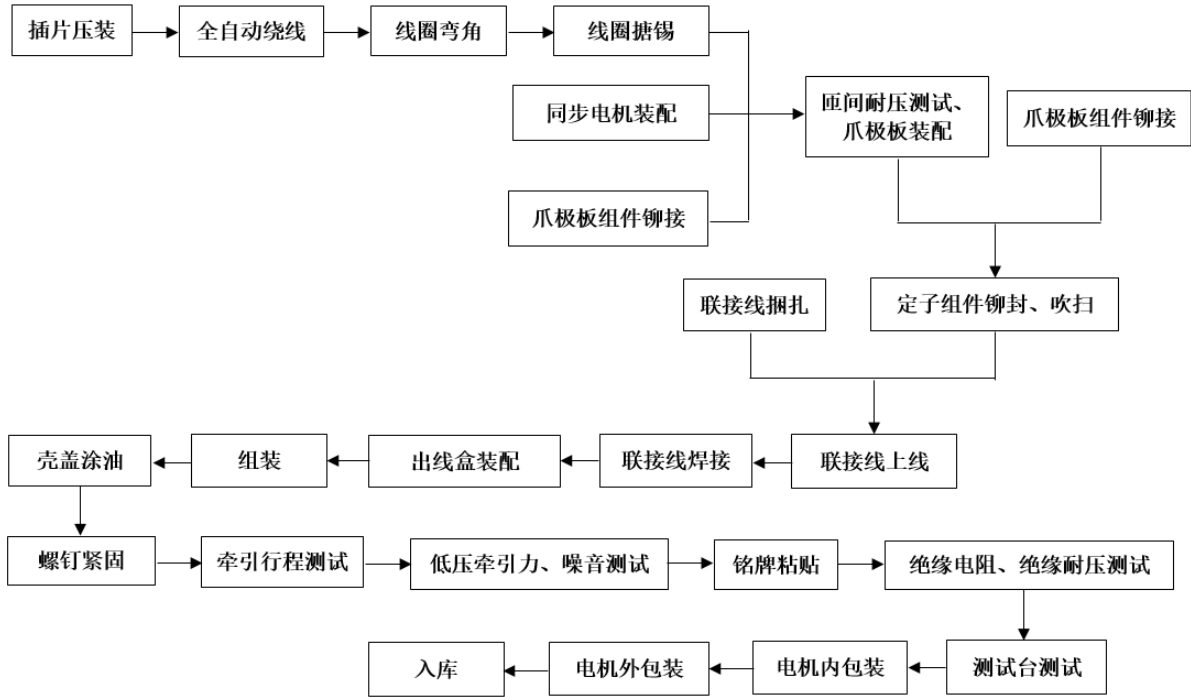 插片压装
全自动绕线
线圈弯角
线圈搪锡
同步电机装配
匝间耐压测试、
爪极板装配
爪极板组件铆接
爪极板组件铆接
联接线捆扎
定子组件铆封、吹扫
壳盖涂油
组装
出线盒装配
联接线焊接
联接线上线
螺钉紧固
牵引行程测试
低压牵引力、噪音测试
铭牌粘贴
绝缘电阻、绝缘耐压测试
入库
电机外包装
电机内包装
测试台测试